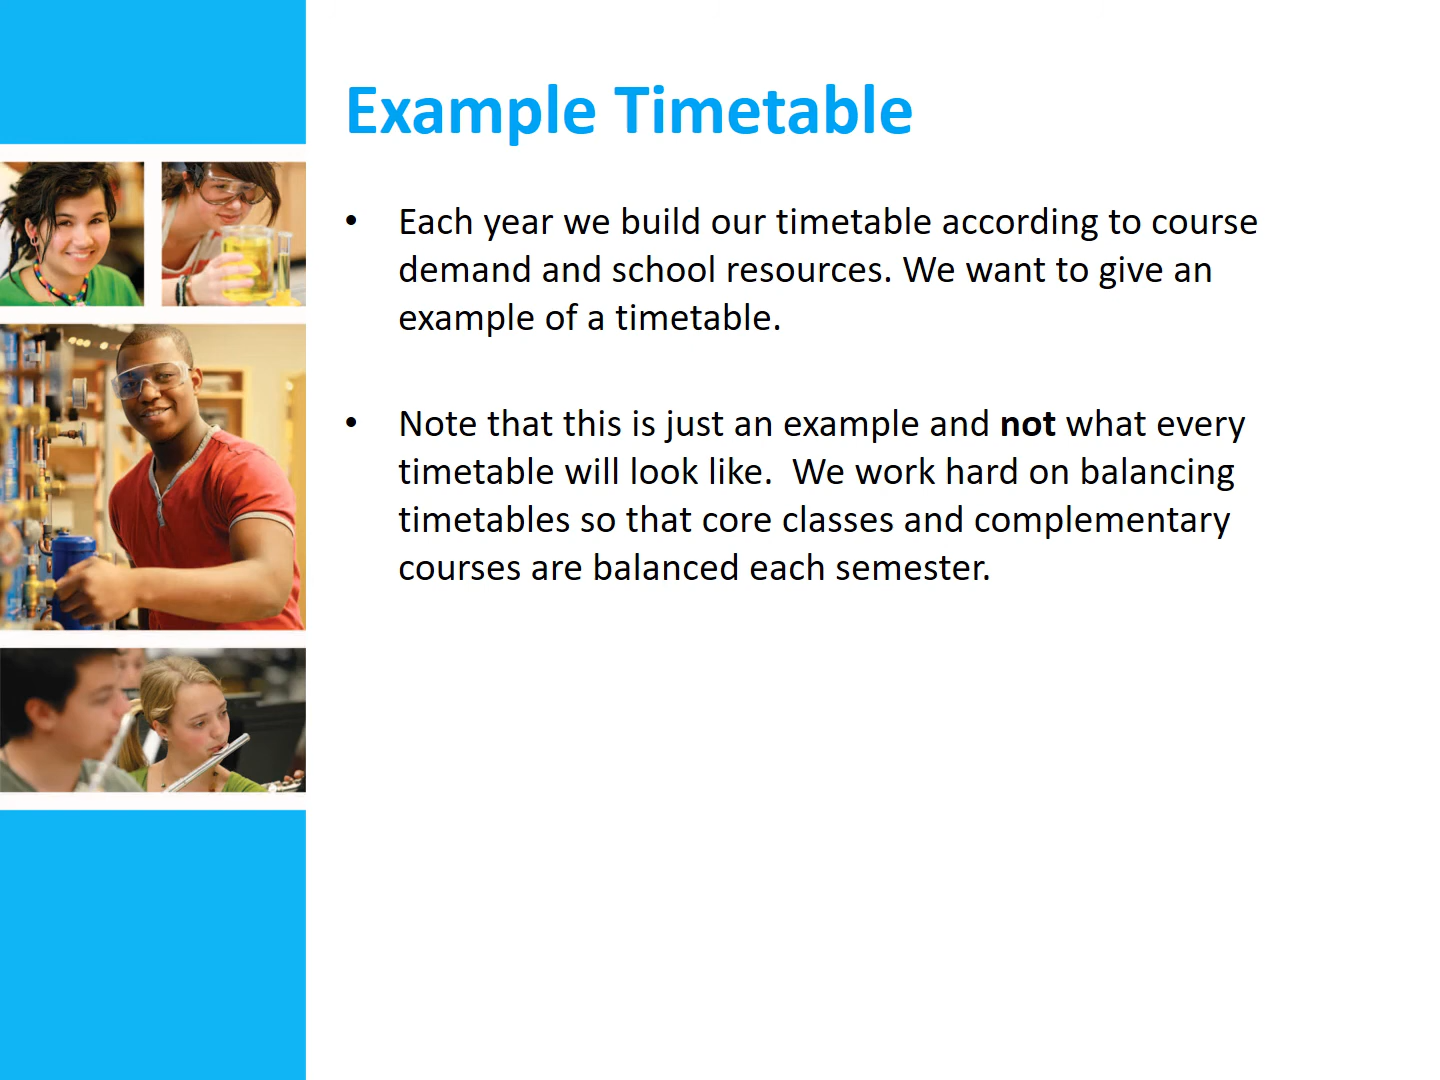 Example Timetable
• Each year we build our timetable according to course
demand and school resources. We want to give an
example of a timetable.
• Note that this is just an example and not what every
timetable will look like.  We work hard on balancing
timetables so that core classes and complementary
courses are balanced each semester.